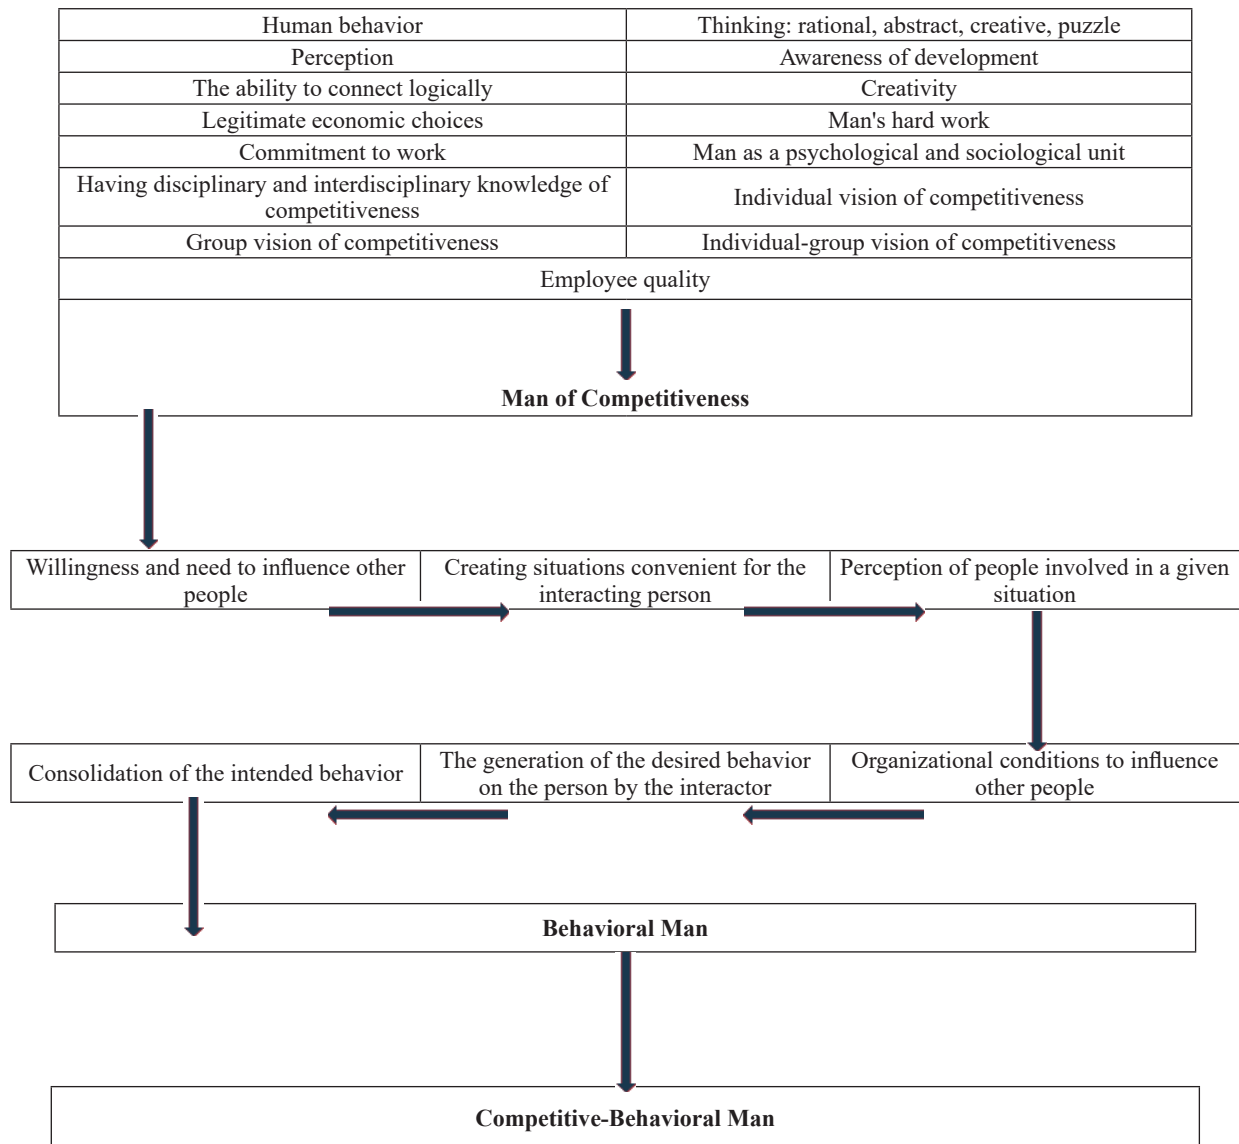 Human behavior
Thinking: rational, abstract, creative, puzzle
Perception
Awareness of development
The ability to connect logically
Creativity
Legitimate economic choices
Man's hard work
Commitment to work
Man as a psychological and sociological unit
Having disciplinary and interdisciplinary knowledge of
competitiveness
Individual vision of competitiveness
Group vision of competitiveness
Individual-group vision of competitiveness
Employee quality
Man of Competitiveness
Willingness and need to influence other
people
Creating situations convenient for the
interacting person
Perception of people involved in a given
situation
Consolidation of the intended behavior
The generation of the desired behavior
on the person by the interactor
Organizational conditions to influence
other people
Behavioral Man
Competitive-Behavioral Man